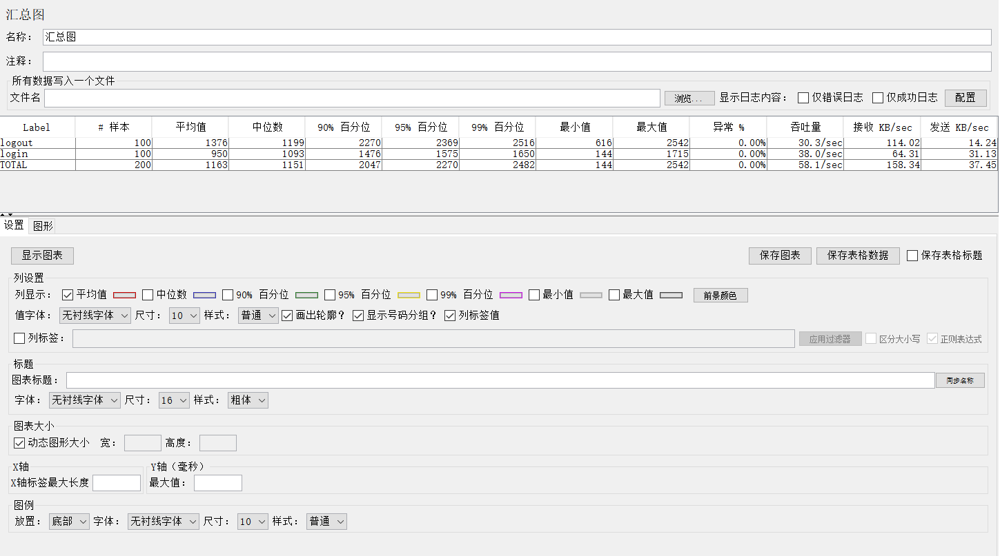 汇总图
名称： 汇总图
注释：
所有数据写入一个文件
文件名 浏览... 显示日志内容： 仅错误日志 仅成功日志 配置
Label # 样本 平均值 中位数 90% 百分位 95% 百分位 99% 百分位 最小值 最大值 异常 % 吞吐量 接收 KB/sec 发送 KB/sec
logout 100 1376 1199 2270 2369 2516 616 2542 0.00% 30.3/sec 114.02 14.24
login 100 950 1093 1476 1575 1650 144 1715 0.00% 38.0/sec 64.31 31.13
TOTAL 200 1163 1151 2047 2270 2482 144 2542 0.00% 58.1/sec 158.34 37.45
设置 图形
显示图表 保存图表 保存表格数据 保存表格标题
列设置
列显示： 平均值 中位数 90% 百分位 95% 百分位 99% 百分位 最小值 最大值 前景颜色
值字体： 无衬线字体 尺寸： 10 样式： 普通 画出轮廓？ 显示号码分组？ 列标签值
列标签： 应用过滤器 区分大小写 正则表达式
标题
图表标题： 同步名称
字体： 无衬线字体 尺寸： 16 样式： 粗体
图表大小
动态图形大小 宽： 高度：
X轴 Y轴（毫秒）
X轴标签最大长度 最大值：
图例
放置： 底部 字体： 无衬线字体 尺寸： 10 样式： 普通